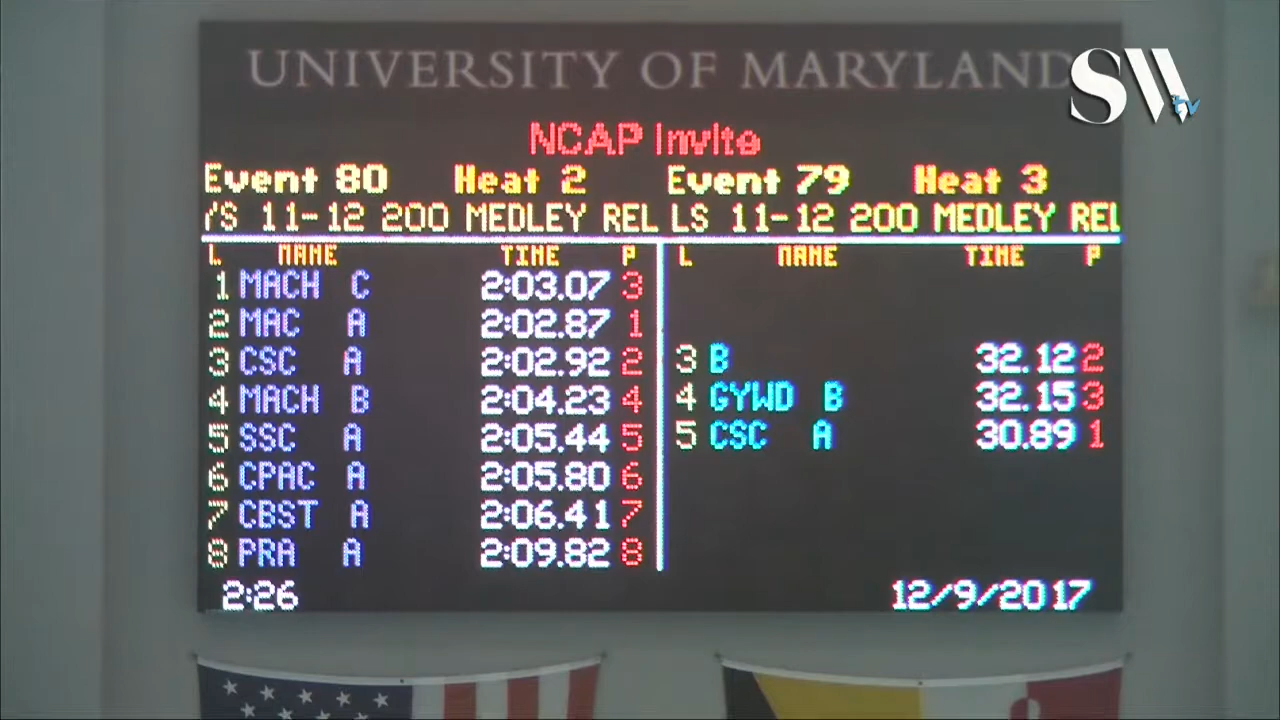 UNIVERSITY OF MARYLAND
SW tv
NCAP Invite
Event 80 Heat 2 Event 79 Heat 3
YS 11-12 200 MEDLEY REL LS 11-12 200 MEDLEY REL
L NAME TIME P L NAME TIME P
1 MACH C 2:03.07 3
2 MAC A 2:02.87 1
3 CSC A 2:02.92 2 3 B 32.12 2
4 MACH B 2:04.23 4 4 GYWD B 32.15 3
5 SSC A 2:05.44 5 5 CSC A 30.89 1
6 CPAC A 2:05.80 6
7 CBST A 2:06.41 7
8 PRA A 2:09.82 8
2:26 12/9/2017